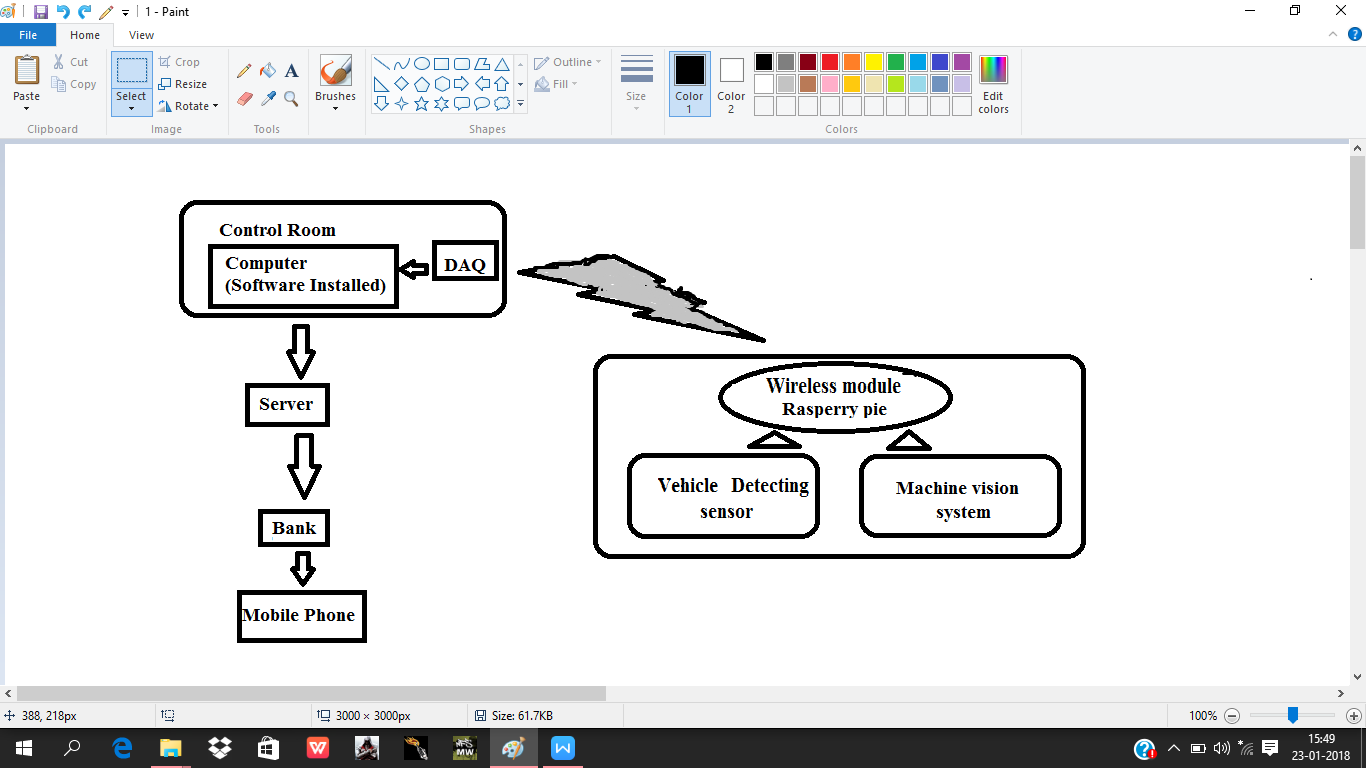 1 - Paint
File Home View
Paste
Cut
Copy
Clipboard
Select
Crop
Resize
Rotate
Image
A
Tools
Brushes
Outline
Fill
Shapes
Size
Color
1
Color
2
Edit
colors
Colors
Control Room
Computer
(Software Installed)
DAQ
Server
Bank
Mobile Phone
Wireless module
Rasperry pie
Vehicle Detecting
sensor
Machine vision
system
388, 218px
3000 × 3000px
Size: 61.7KB
100%
W
NFS
MW
W
15:49
23-01-2018